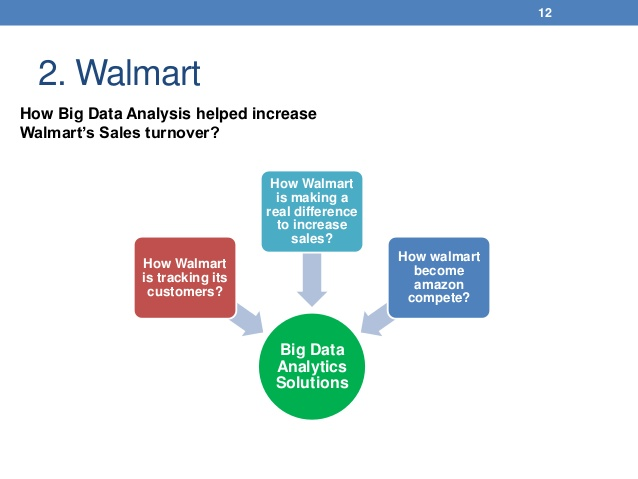 12
2. Walmart
How Big Data Analysis helped increase
Walmart's Sales turnover?
How Walmart
is making a
real difference
to increase
sales?
How Walmart
is tracking its
customers?
How walmart
become
amazon
compete?
Big Data
Analytics
Solutions